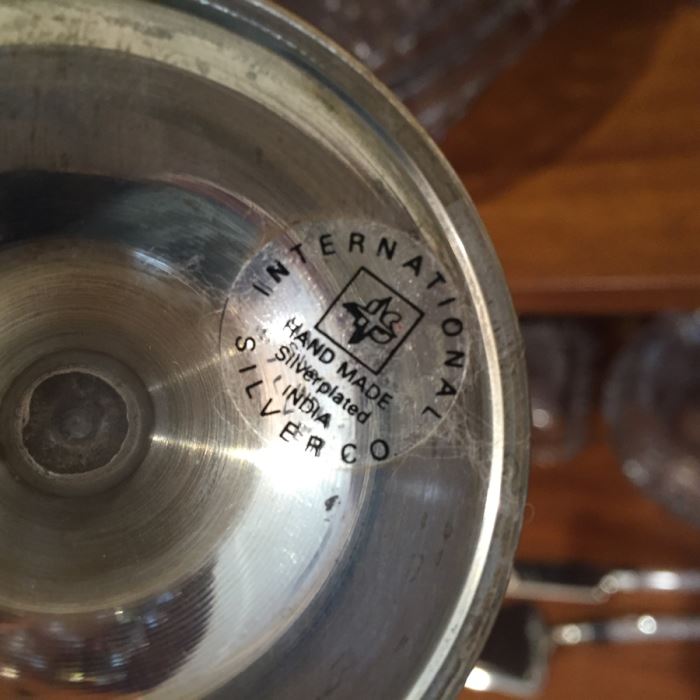 INTERNATIONAL
HAND MADE
Silverplated
INDIA
SILVER CO